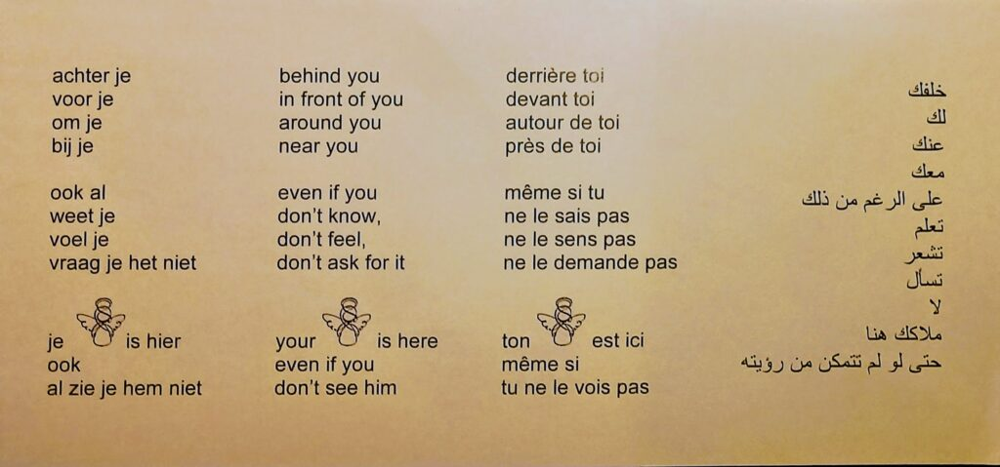 achter je
voor je
om je
bij je
ook al
weet je
voel je
vraag je het niet
je is hier
ook
al zie je hem niet
behind you
in front of you
around you
near you
even if you
don't know,
don't feel,
don't ask for it
your is here
even if you
don't see him
derrière toi
devant toi
autour de toi
près de toi
même si tu
ne le sais pas
ne le sens pas
ne le demande pas
ton est ici
même si
tu ne le vois pas
خلفك
لك
عنك
معك
على الرغم من ذلك
تعلم
تشعر
تسأل
لا
ملاكك هنا
حتى لو لم تتمكن من رؤيته